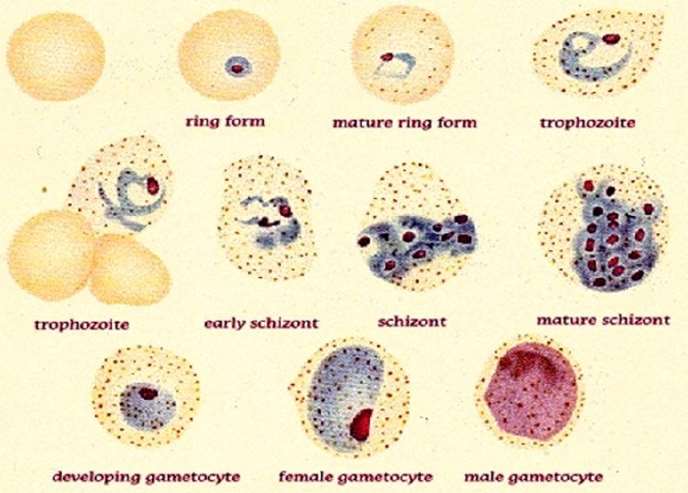 ring form
mature ring form
trophozoite
trophozoite
early schizont
schizont
mature schizont
developing gametocyte
female gametocyte
male gametocyte